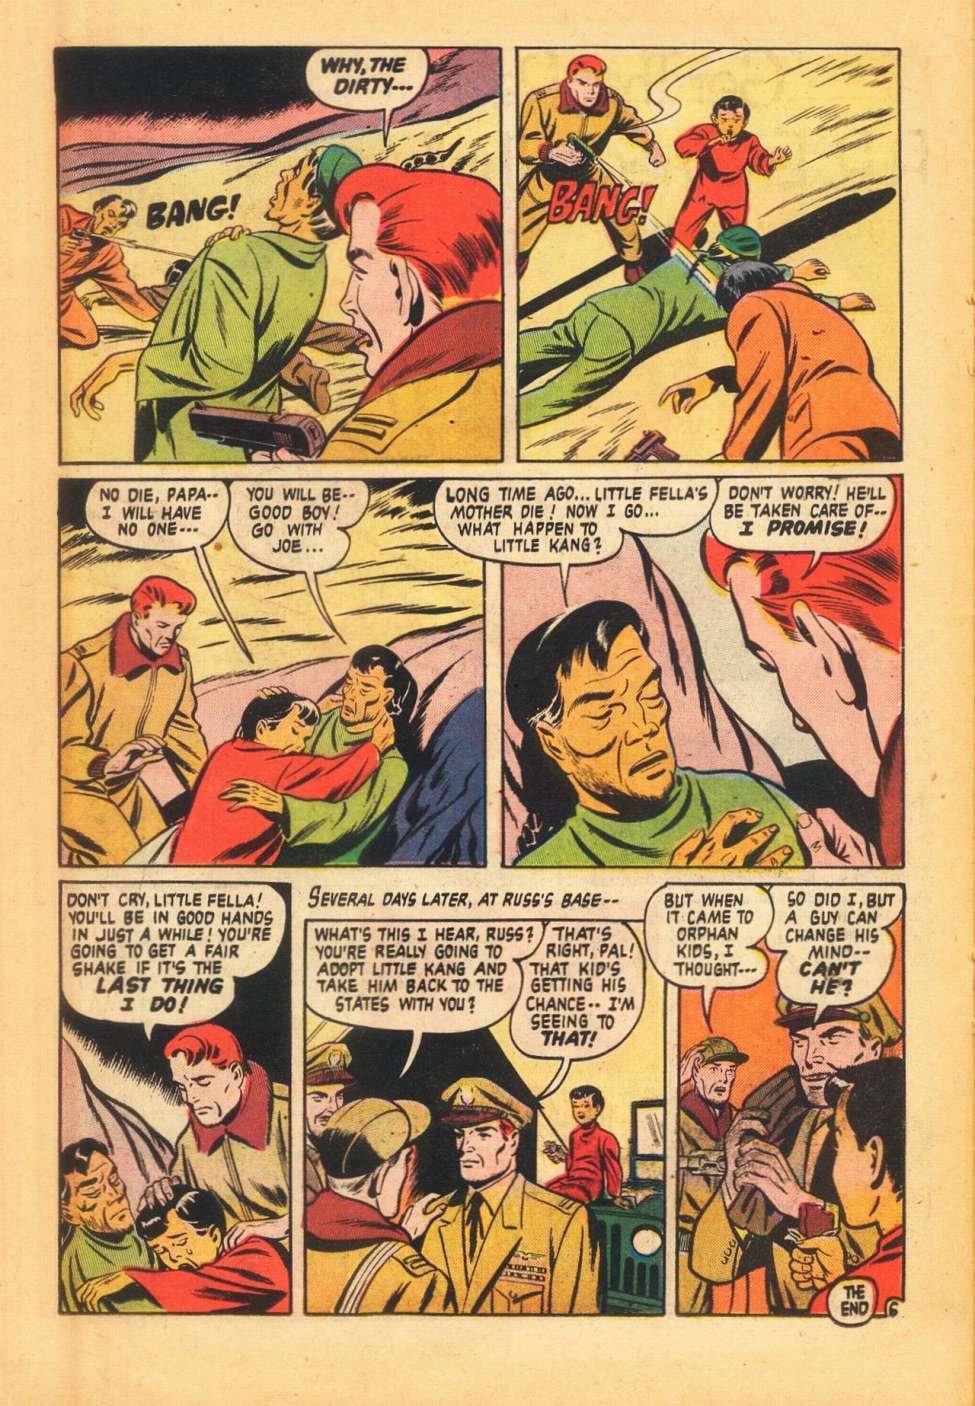 WHY, THE
DIRTY---
BANG!
BANG!
NO DIE, PAPA--
I WILL HAVE
NO ONE---
YOU WILL BE--
GOOD BOY!
GO WITH
JOE...
LONG TIME AGO... LITTLE FELLA'S
MOTHER DIE! NOW I GO...
WHAT HAPPEN TO
LITTLE KANG?
DON'T WORRY! HE'LL
BE TAKEN CARE OF--
I PROMISE!
DON'T CRY, LITTLE FELLA!
YOU'LL BE IN GOOD HANDS
IN JUST A WHILE! YOU'RE
GOING TO GET A FAIR
SHAKE IF IT'S THE
LAST THING
I DO!
SEVERAL DAYS LATER, AT RUSS'S BASE--
WHAT'S THIS I HEAR, RUSS?
YOU'RE REALLY GOING TO
ADOPT LITTLE KANG AND
TAKE HIM BACK TO THE
STATES WITH YOU?
THAT'S
RIGHT, PAL!
THAT KID'S
GETTING HIS
CHANCE-- I'M
SEEING TO
THAT!
BUT WHEN
IT CAME TO
ORPHAN
KIDS, I
THOUGHT---
SO DID I, BUT
A GUY CAN
CHANGE HIS
MIND--
CAN'T
HE?
THE
END
6